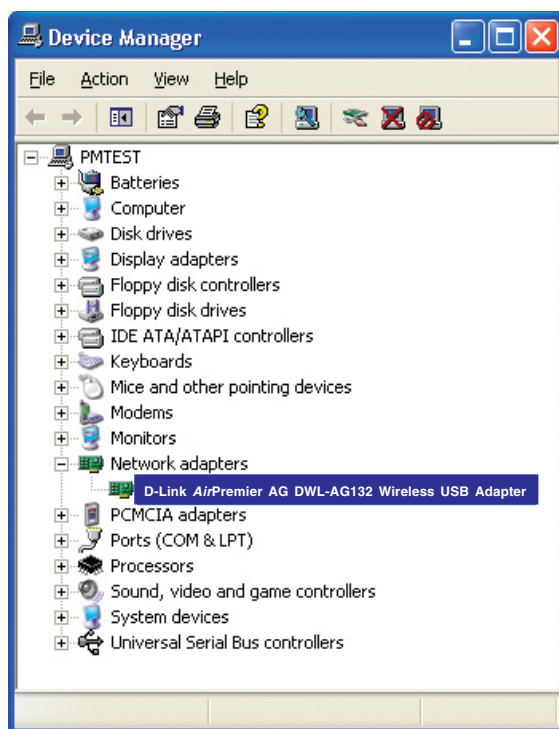 Device Manager
File Action View Help
PMTEST
Batteries
Computer
Disk drives
Display adapters
Floppy disk controllers
Floppy disk drives
IDE ATA/ATAPI controllers
Keyboards
Mice and other pointing devices
Modems
Monitors
Network adapters
D-Link AirPremier AG DWL-AG132 Wireless USB Adapter
PCMCIA adapters
Ports (COM & LPT)
Processors
Sound, video and game controllers
System devices
Universal Serial Bus controllers